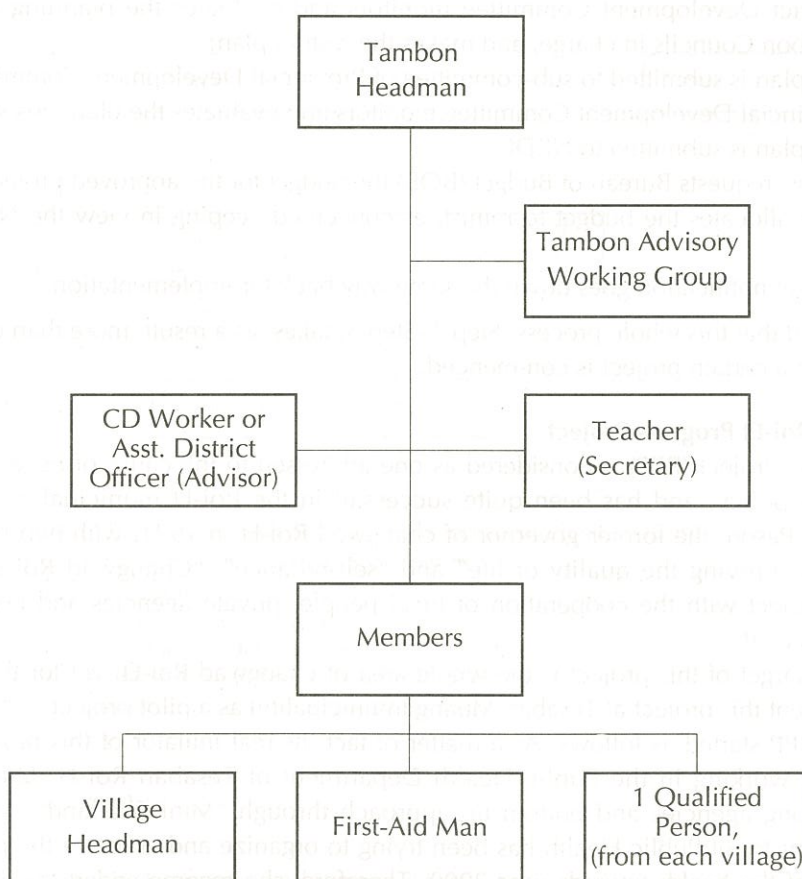 Tambon
Headman
Tambon Advisory
Working Group
CD Worker or
Asst. District
Officer (Advisor)
Teacher
(Secretary)
Members
Village
Headman
First-Aid Man
1 Qualified
Person,
(from each village)